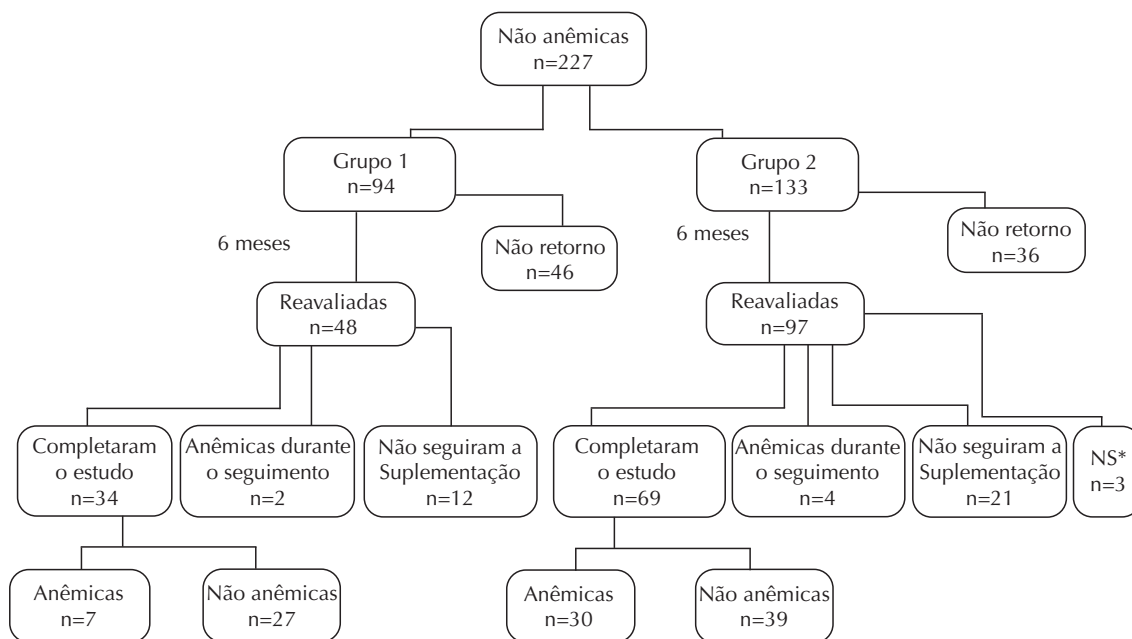 Não anêmicas
n=227
Grupo 1
n=94
Grupo 2
n=133
6 meses
Não retorno
n=46
6 meses
Não retorno
n=36
Reavaliadas
n=48
Reavaliadas
n=97
Completaram
o estudo
n=34
Anêmicas durante
o seguimento
n=2
Não seguiram a
Suplementação
n=12
Completaram
o estudo
n=69
Anêmicas durante
o seguimento
n=4
Não seguiram a
Suplementação
n=21
NS*
n=3
Anêmicas
n=7
Não anêmicas
n=27
Anêmicas
n=30
Não anêmicas
n=39